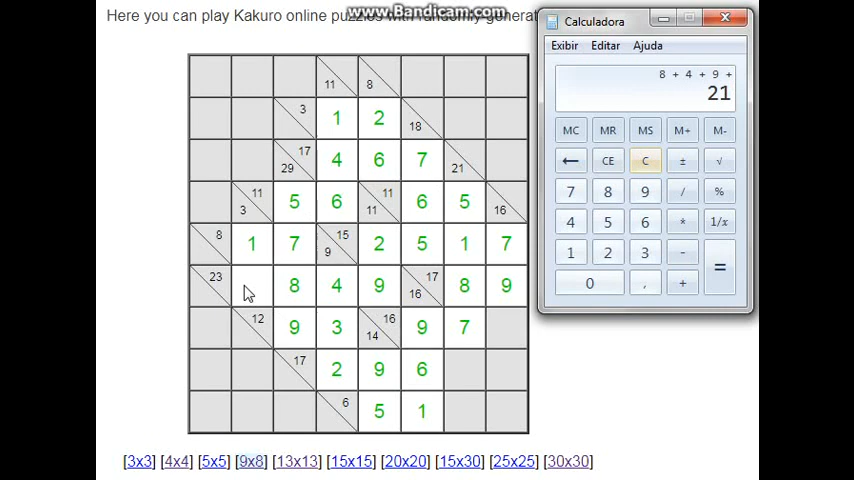 www.Bandicam.com
Here you can play Kakuro online puzzles with randomly generat
Calculadora
Exibir Editar Ajuda
8 + 4 + 9 +
21
MC MR MS M+ M-
← CE C ± √
7 8 9 / %
4 5 6 * 1/x
1 2 3 - =
0 , +
11 8
3 1 2 18
17 29 4 6 7 21
11 3 5 6 11 11 6 5 16
8 1 7 15 9 2 5 1 7
23 8 4 9 17 16 8 9
12 9 3 16 14 9 7
17 2 9 6
6 5 1
[3x3] [4x4] [5x5] [9x8] [13x13] [15x15] [20x20] [15x30] [25x25] [30x30]